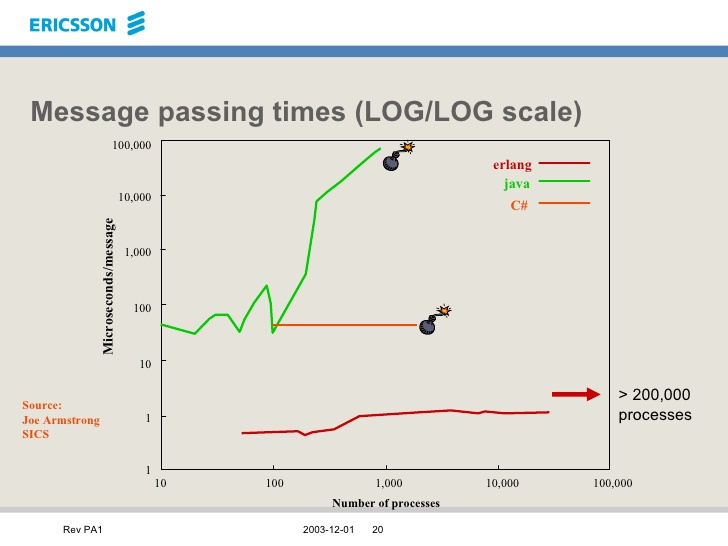 ERICSSON
Message passing times (LOG/LOG scale)
100,000
10,000
1,000
100
10
1
1
Microseconds/message
erlang
java
C#
> 200,000
processes
Source:
Joe Armstrong
SICS
10
100
1,000
10,000
100,000
Number of processes
Rev PA1
2003-12-01
20